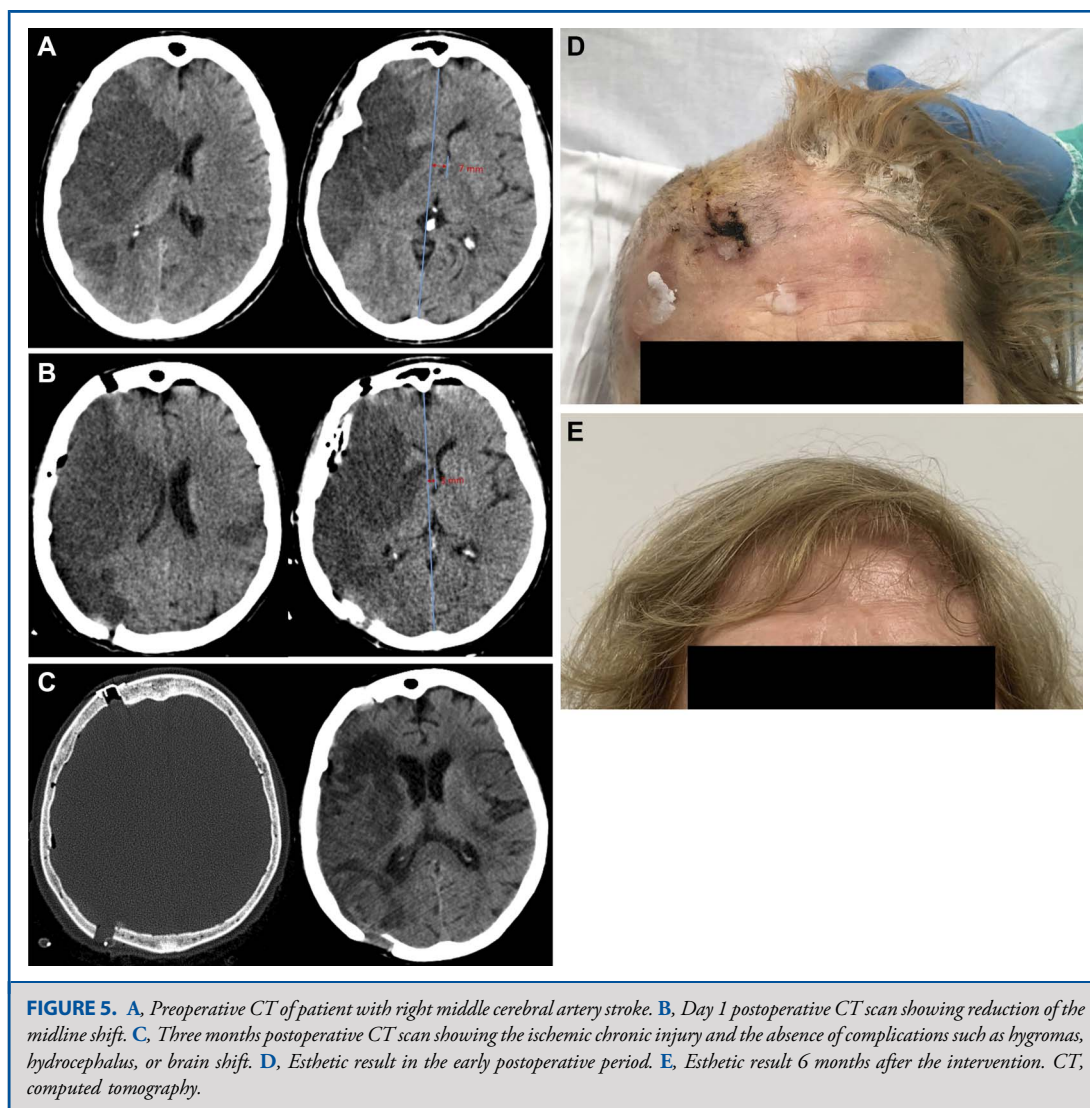 A
7 mm
B
mm
C
D
E
FIGURE 5. A, Preoperative CT of patient with right middle cerebral artery stroke. B, Day 1 postoperative CT scan showing reduction of the
midline shift. C, Three months postoperative CT scan showing the ischemic chronic injury and the absence of complications such as hygromas,
hydrocephalus, or brain shift. D, Esthetic result in the early postoperative period. E, Esthetic result 6 months after the intervention. CT,
computed tomography.